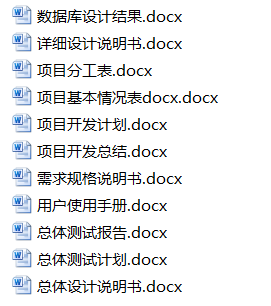 数据库设计结果.docx
详细设计说明书.docx
项目分工表.docx
项目基本情况表docx.docx
项目开发计划.docx
项目开发总结.docx
需求规格说明书.docx
用户使用手册.docx
总体测试报告.docx
总体测试计划.docx
总体设计说明书.docx